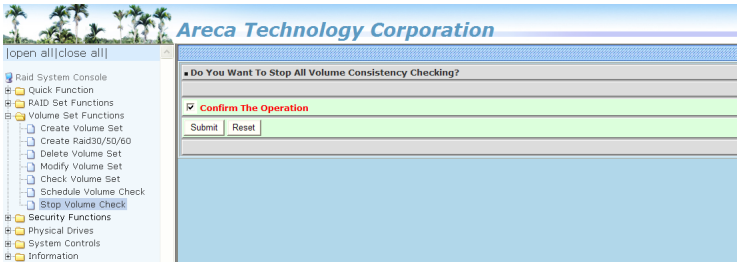 Areca Technology Corporation
|open all|close all|
Raid System Console
Quick Function
RAID Set Functions
Volume Set Functions
Create Volume Set
Create Raid30/50/60
Delete Volume Set
Modify Volume Set
Check Volume Set
Schedule Volume Check
Stop Volume Check
Security Functions
Physical Drives
System Controls
Information
Do You Want To Stop All Volume Consistency Checking?
Confirm The Operation
Submit Reset